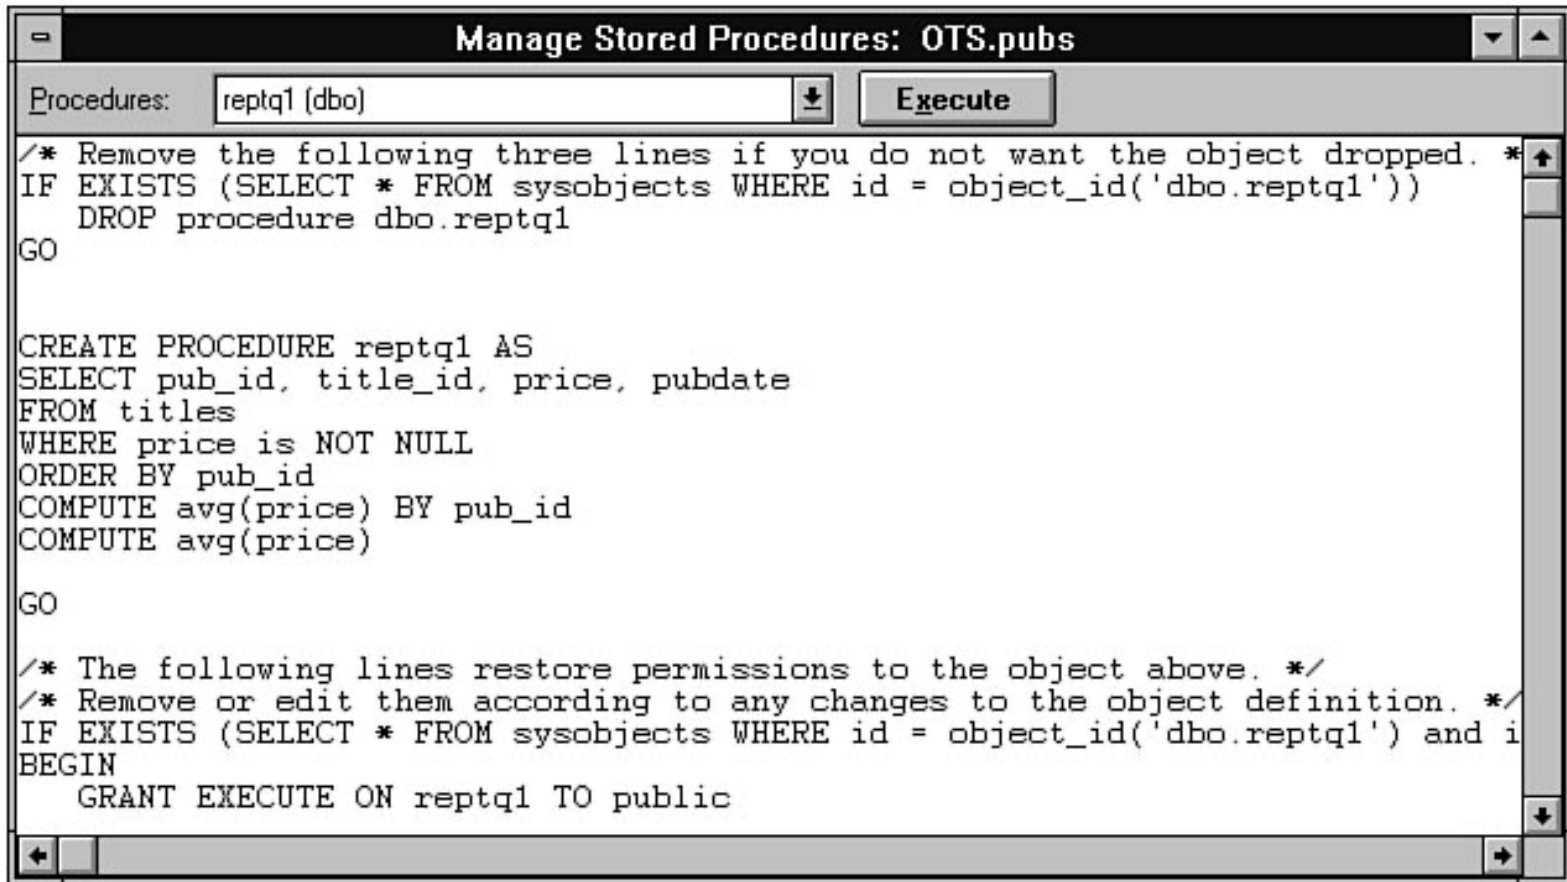 Manage Stored Procedures: OTS.pubs
Procedures: reptq1 (dbo) Execute
/* Remove the following three lines if you do not want the object dropped. *
IF EXISTS (SELECT * FROM sysobjects WHERE id = object_id('dbo.reptq1'))
   DROP procedure dbo.reptq1
GO
CREATE PROCEDURE reptq1 AS
SELECT pub_id, title_id, price, pubdate
FROM titles
WHERE price is NOT NULL
ORDER BY pub_id
COMPUTE avg(price) BY pub_id
COMPUTE avg(price)
GO
/* The following lines restore permissions to the object above. */
/* Remove or edit them according to any changes to the object definition. */
IF EXISTS (SELECT * FROM sysobjects WHERE id = object_id('dbo.reptq1') and i
BEGIN
   GRANT EXECUTE ON reptq1 TO public